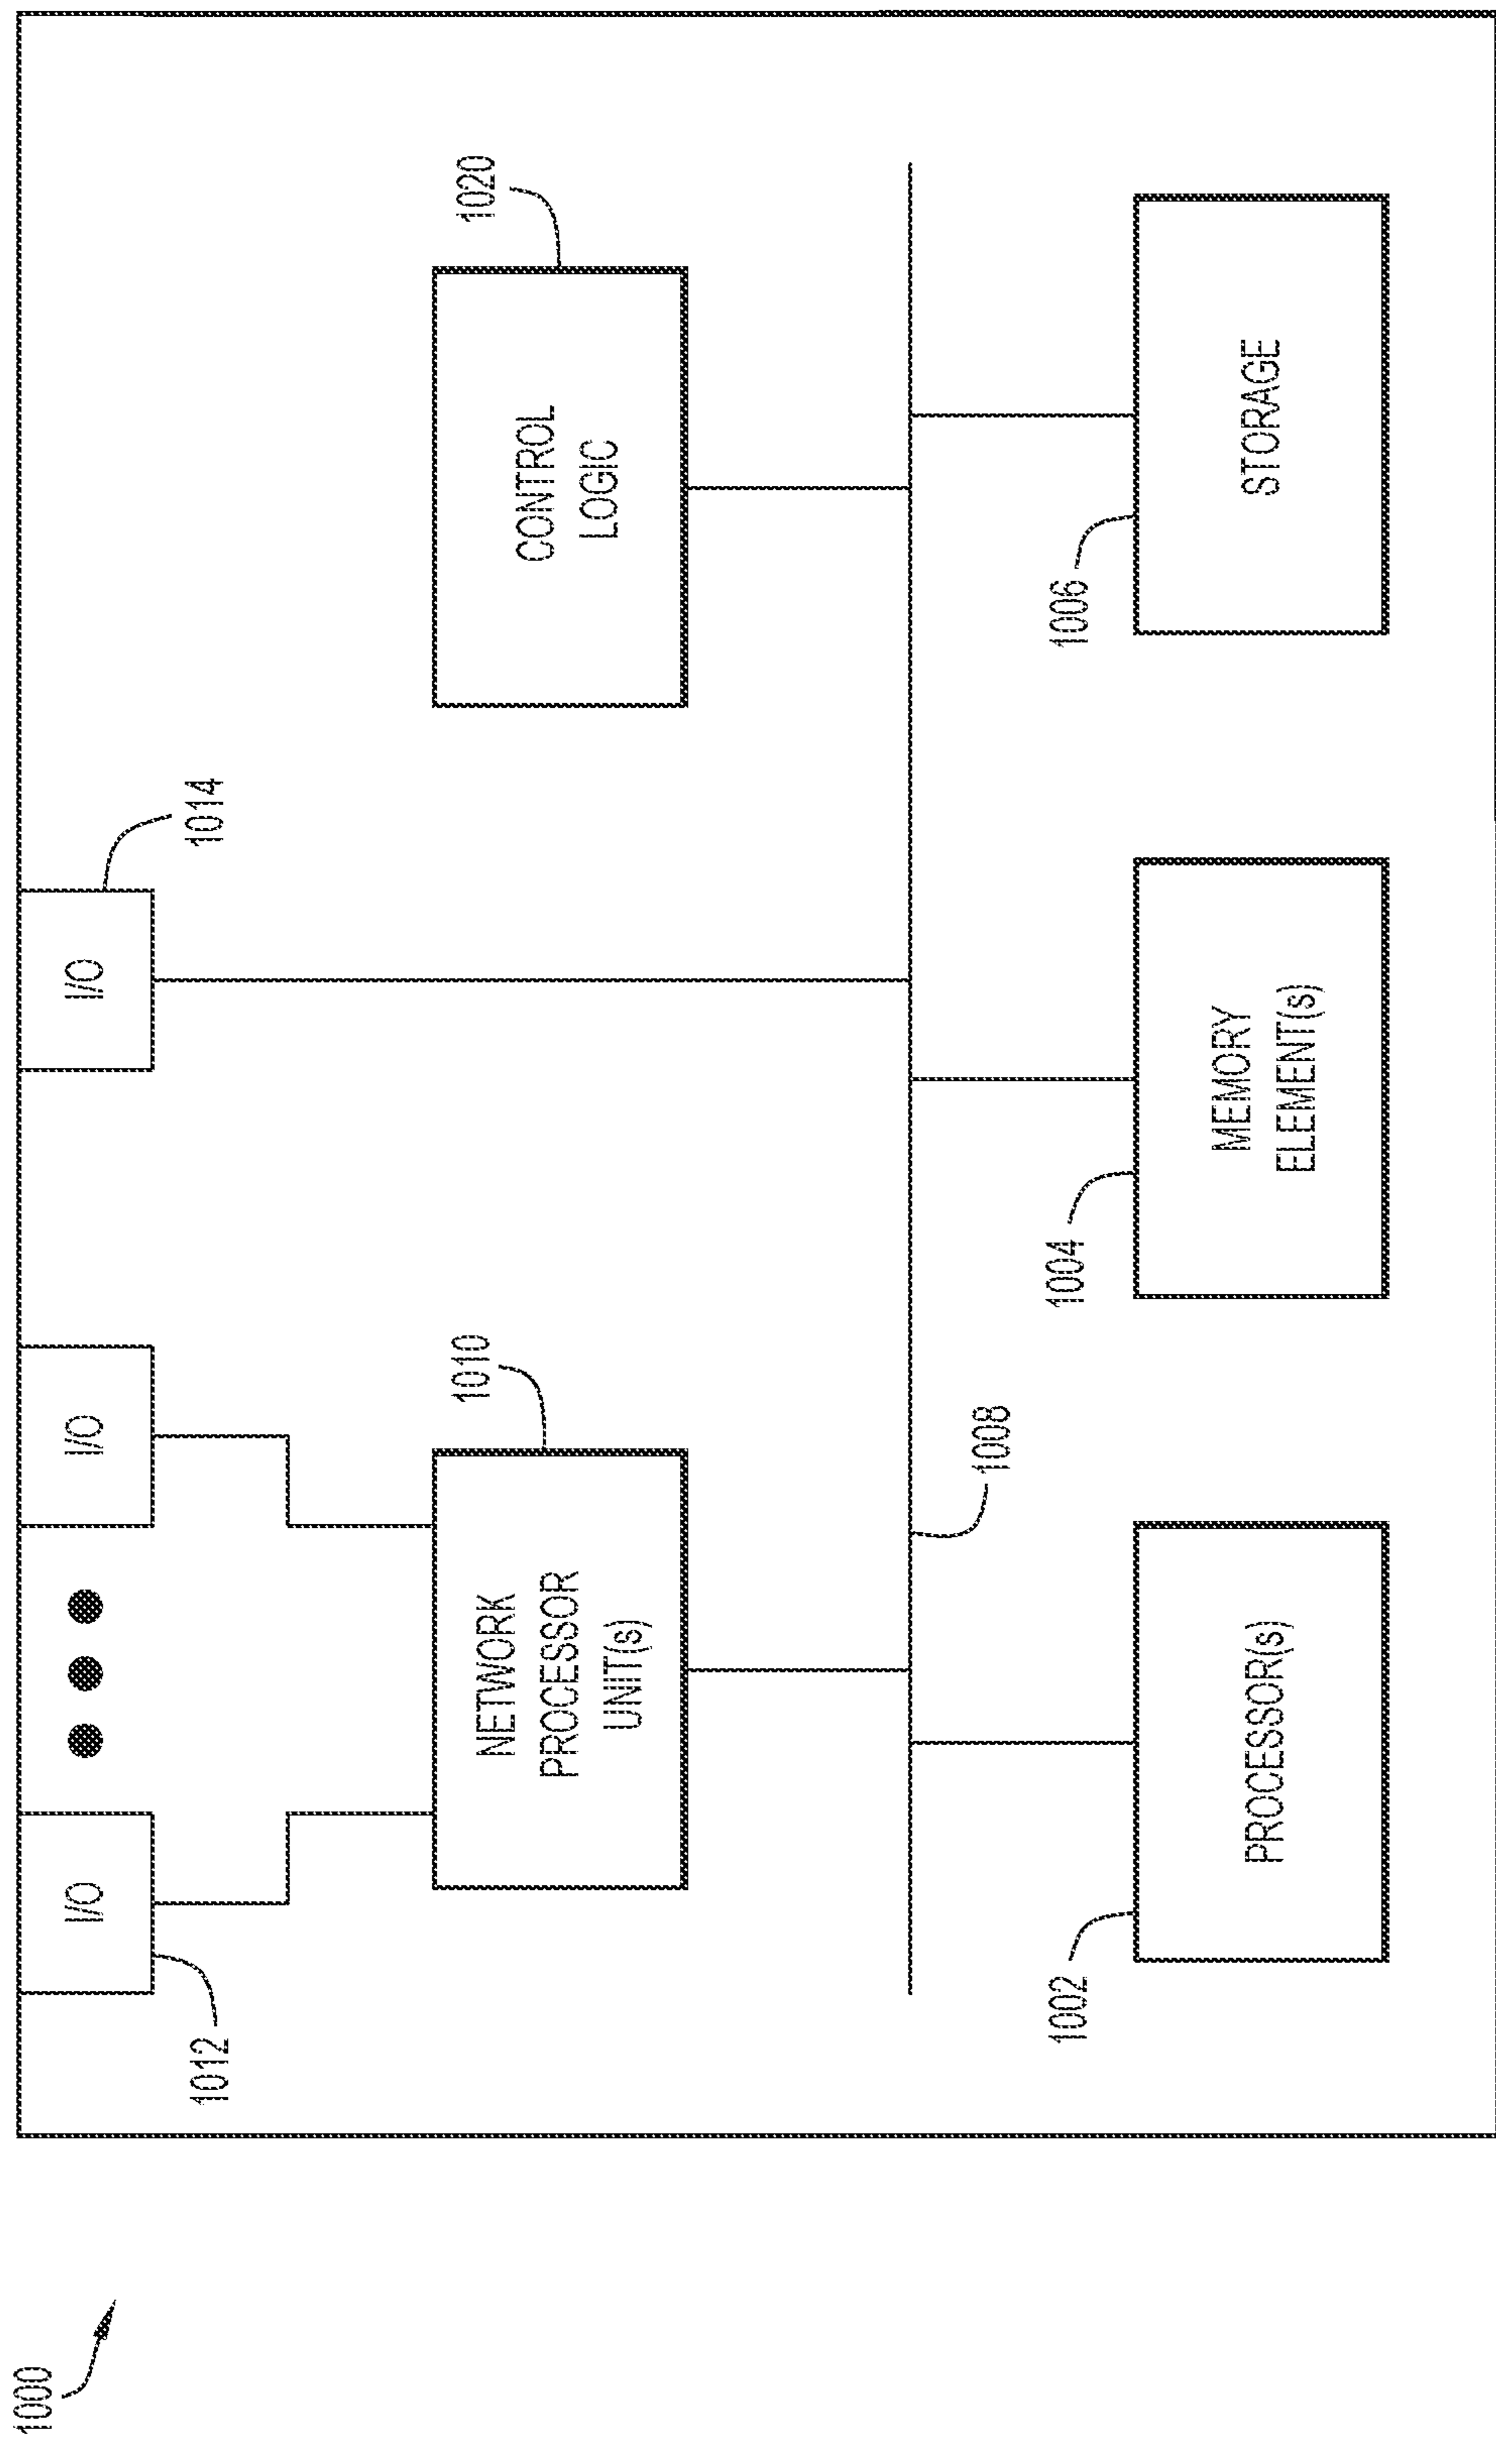 1000
1012
I/O
I/O
I/O
1014
NETWORK
PROCESSOR
UNIT(s)
1010
CONTROL
LOGIC
1020
1008
1002
PROCESSOR(s)
1004
MEMORY
ELEMENT(s)
1006
STORAGE